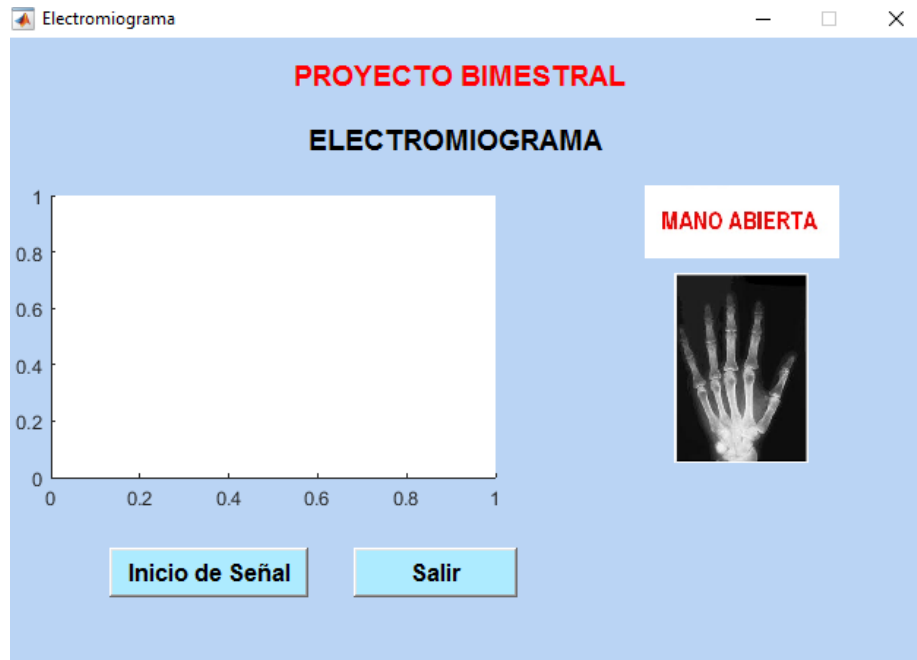 Electromiograma
PROYECTO BIMESTRAL
ELECTROMIOGRAMA
MANO ABIERTA
1
0.8
0.6
0.4
0.2
0
0 0.2 0.4 0.6 0.8 1
Inicio de Señal Salir